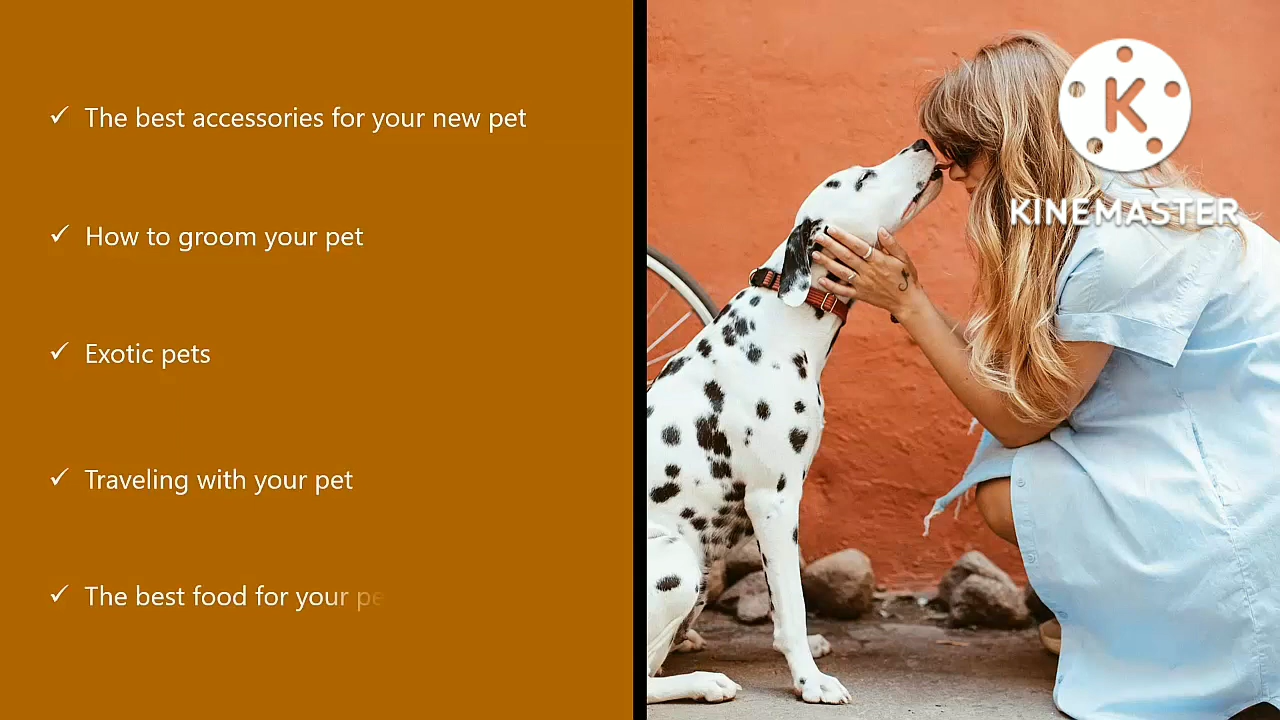 ✓ The best accessories for your new pet
✓ How to groom your pet
✓ Exotic pets
✓ Traveling with your pet
✓ The best food for your pe
K
KINEMASTER